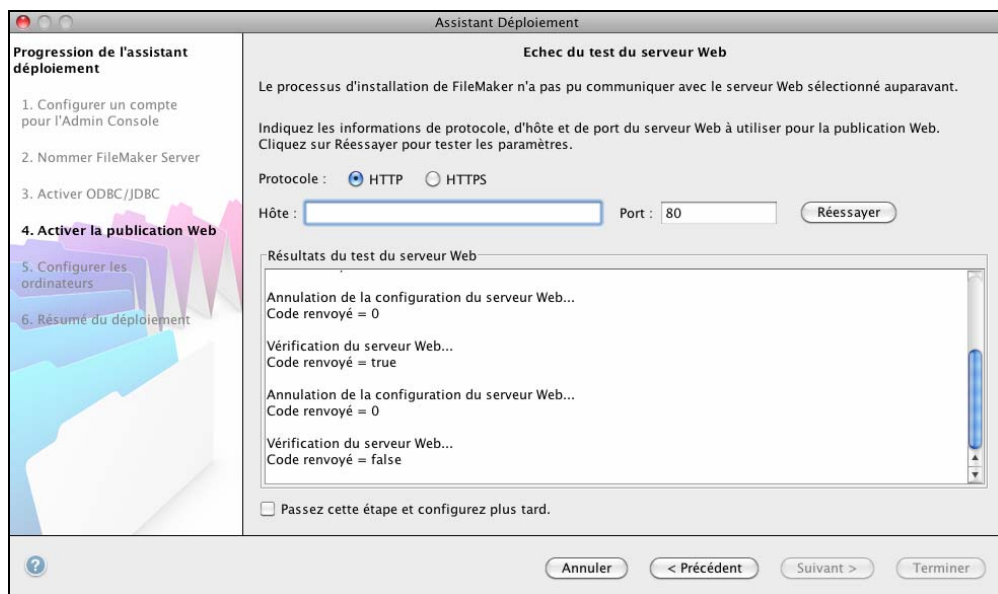 Assistant Déploiement
Progression de l'assistant
déploiement
1. Configurer un compte
pour l'Admin Console
2. Nommer FileMaker Server
3. Activer ODBC/JDBC
4. Activer la publication Web
5. Configurer les
ordinateurs
6. Résumé du déploiement
Echec du test du serveur Web
Le processus d'installation de FileMaker n'a pas pu communiquer avec le serveur Web sélectionné auparavant.
Indiquez les informations de protocole, d'hôte et de port du serveur Web à utiliser pour la publication Web.
Cliquez sur Réessayer pour tester les paramètres.
Protocole : HTTP HTTPS
Hôte : Port : 80 Réessayer
Résultats du test du serveur Web
Annulation de la configuration du serveur Web...
Code renvoyé = 0
Vérification du serveur Web...
Code renvoyé = true
Annulation de la configuration du serveur Web...
Code renvoyé = 0
Vérification du serveur Web...
Code renvoyé = false
Passez cette étape et configurez plus tard.
? Annuler < Précédent Suivant > Terminer